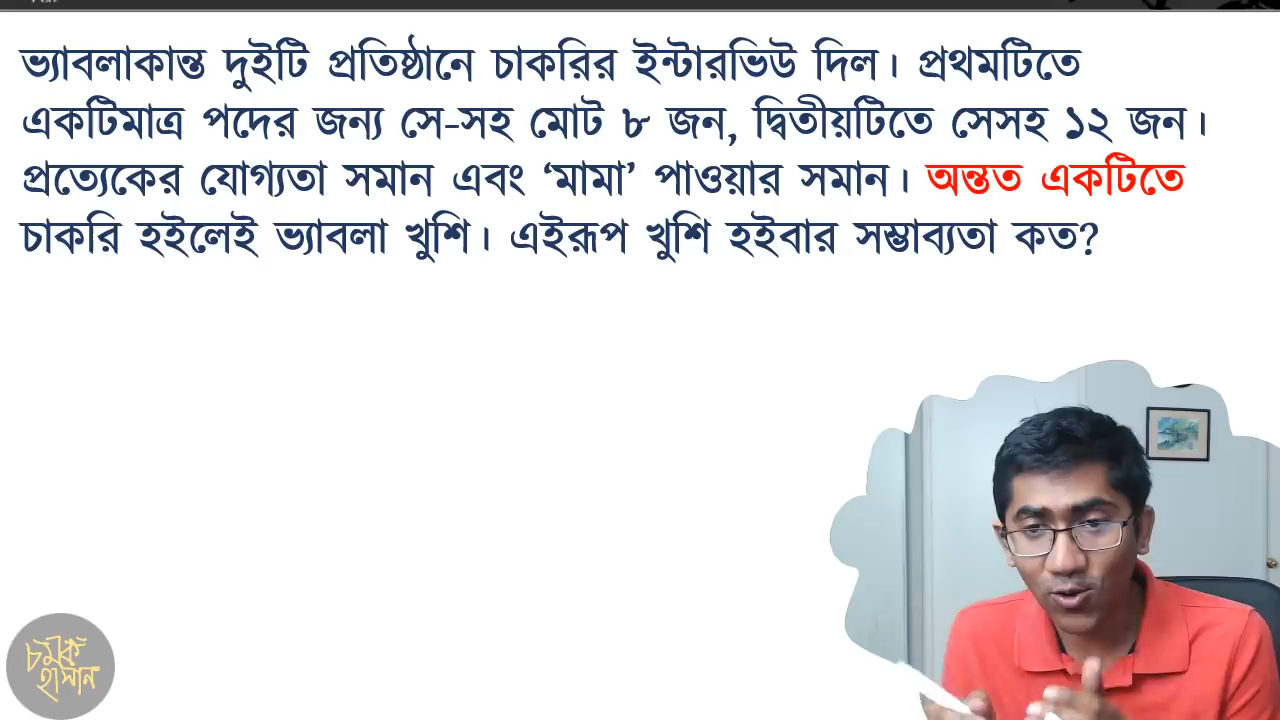 ভ্যাবলাকান্ত দুইটি প্রতিষ্ঠানে চাকরির ইন্টারভিউ দিল। প্রথমটিতে
একটিমাত্র পদের জন্য সে-সহ মোট ৮ জন, দ্বিতীয়টিতে সেসহ ১২ জন।
প্রত্যেকের যোগ্যতা সমান এবং ‘মামা’ পাওয়ার সমান। অন্তত একটিতে
চাকরি হইলেই ভ্যাবলা খুশি। এইরূপ খুশি হইবার সম্ভাব্যতা কত?
চমক
হাসান